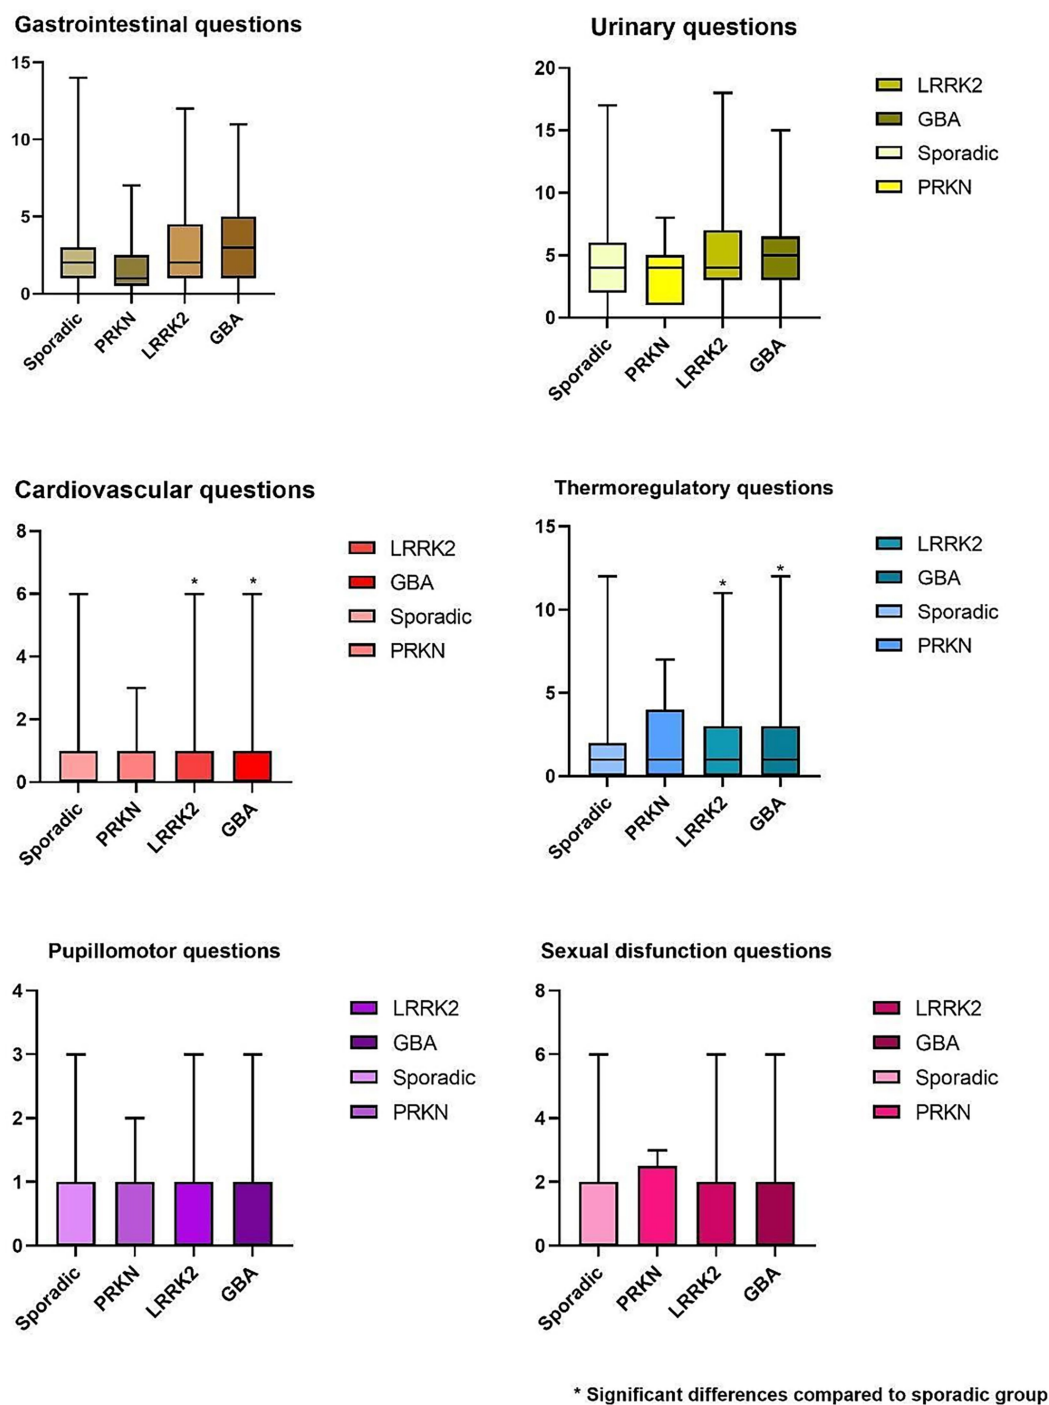 Gastrointestinal questions
15
10
5
0
Sporadic
PRKN
LRRK2
GBA
Urinary questions
20
15
10
5
0
Sporadic
PRKN
LRRK2
GBA
LRRK2
GBA
Sporadic
PRKN
Cardiovascular questions
8
6
4
2
0
* *
Sporadic
PRKN
LRRK2
GBA
LRRK2
GBA
Sporadic
PRKN
Thermoregulatory questions
15
10
5
0
* *
Sporadic
PRKN
LRRK2
GBA
LRRK2
GBA
Sporadic
PRKN
Pupillomotor questions
4
3
2
1
0
Sporadic
PRKN
LRRK2
GBA
LRRK2
GBA
Sporadic
PRKN
Sexual disfunction questions
8
6
4
2
0
Sporadic
PRKN
LRRK2
GBA
LRRK2
GBA
Sporadic
PRKN
* Significant differences compared to sporadic group